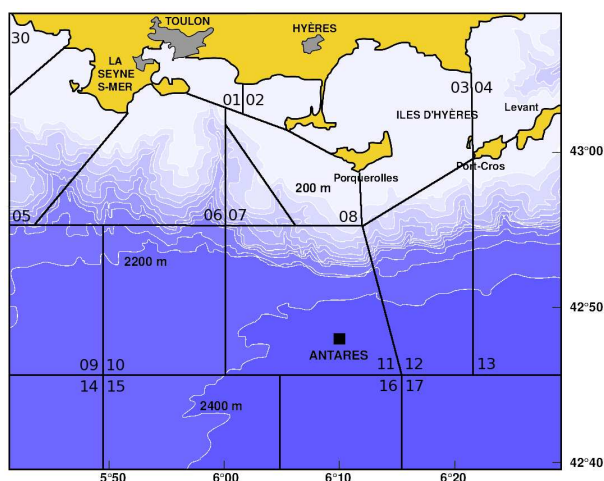 TOULON
HYÈRES
30
LA
SEYNE
S-MER
03 04
01 02
ILES D'HYÈRES
Levant
43°00
Port-Cros
Porquerolles
200 m
05
06 07
08
2200 m
42°50
ANTARES
09 10
11 12
13
14 15
16 17
2400 m
42°40
5°50
6°00
6°10
6°20